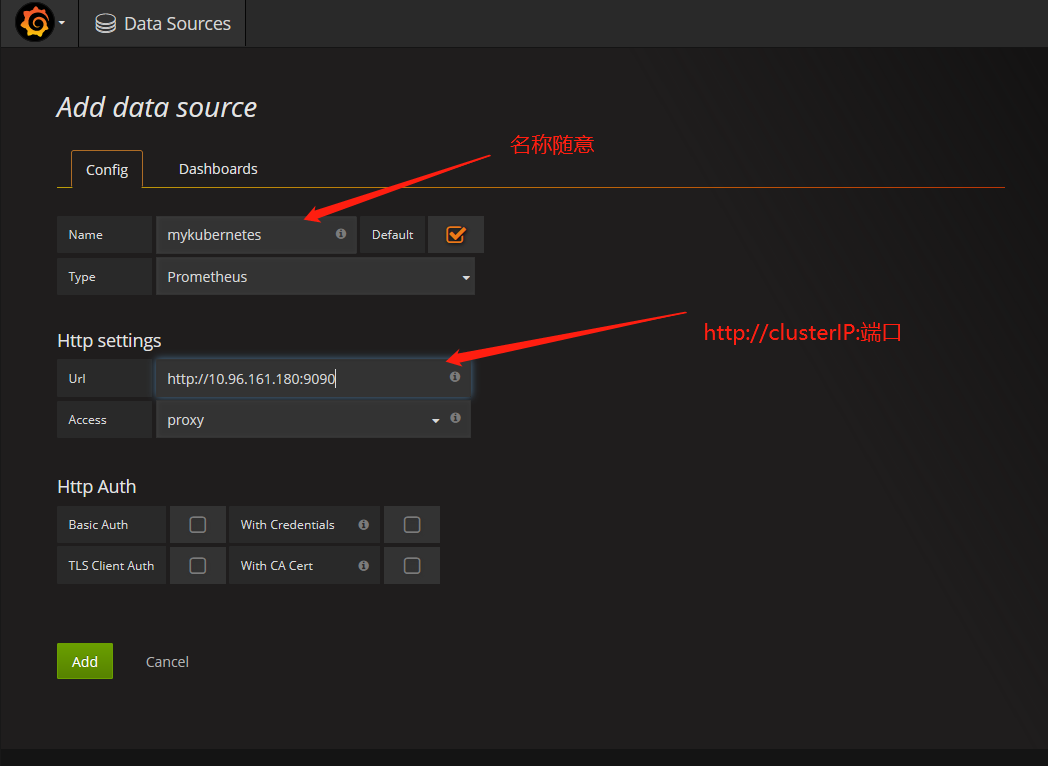 Data Sources
Add data source
名称随意
Config Dashboards
Name mykubernetes Default
Type Prometheus
Http settings
http://clusterIP:端口
Url http://10.96.161.180:9090
Access proxy
Http Auth
Basic Auth With Credentials
TLS Client Auth With CA Cert
Add Cancel